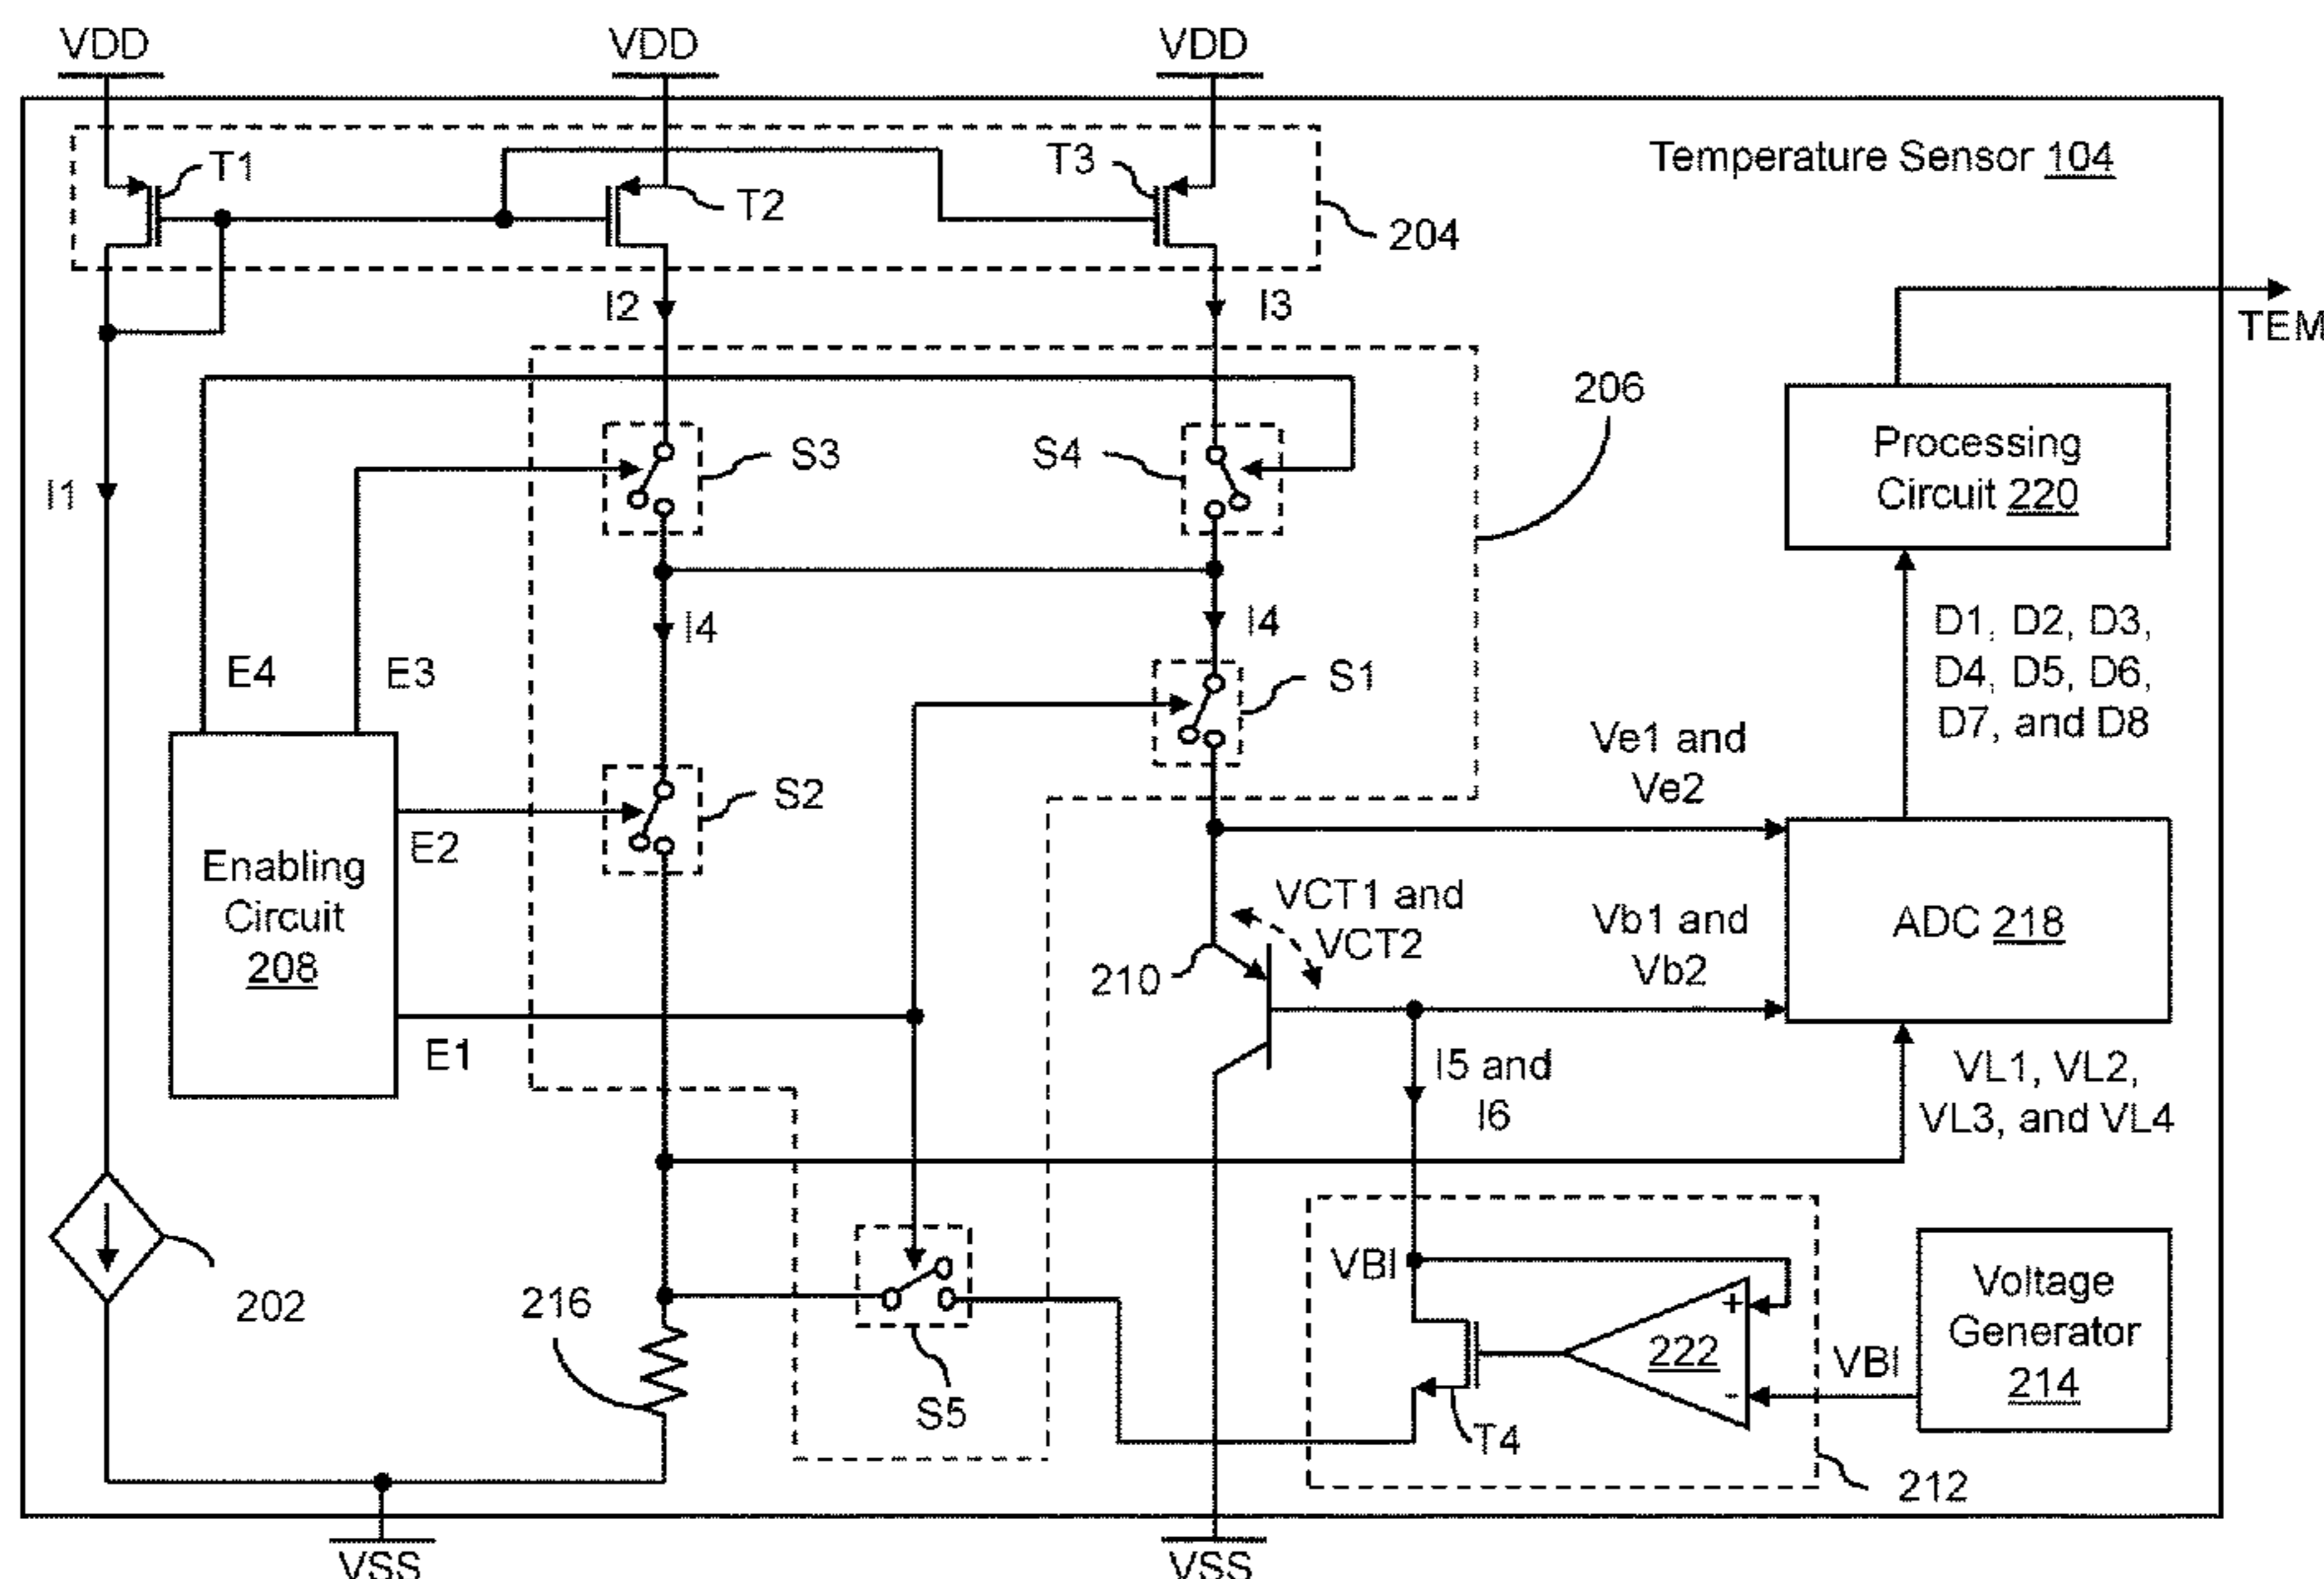 VDD
VDD
VDD
Temperature Sensor 104
T1
T2
T3
204
I2
I3
TEM
206
S3
S4
Processing
Circuit 220
I1
I4
I4
D1, D2, D3,
D4, D5, D6,
D7, and D8
E4
E3
S1
Ve1 and
Ve2
S2
E2
Enabling
Circuit
208
VCT1 and
VCT2
Vb1 and
Vb2
ADC 218
210
E1
I5 and
I6
VL1, VL2,
VL3, and VL4
202
216
S5
VBI
+
222
-
VBI
Voltage
Generator
214
T4
212
VSS
VSS